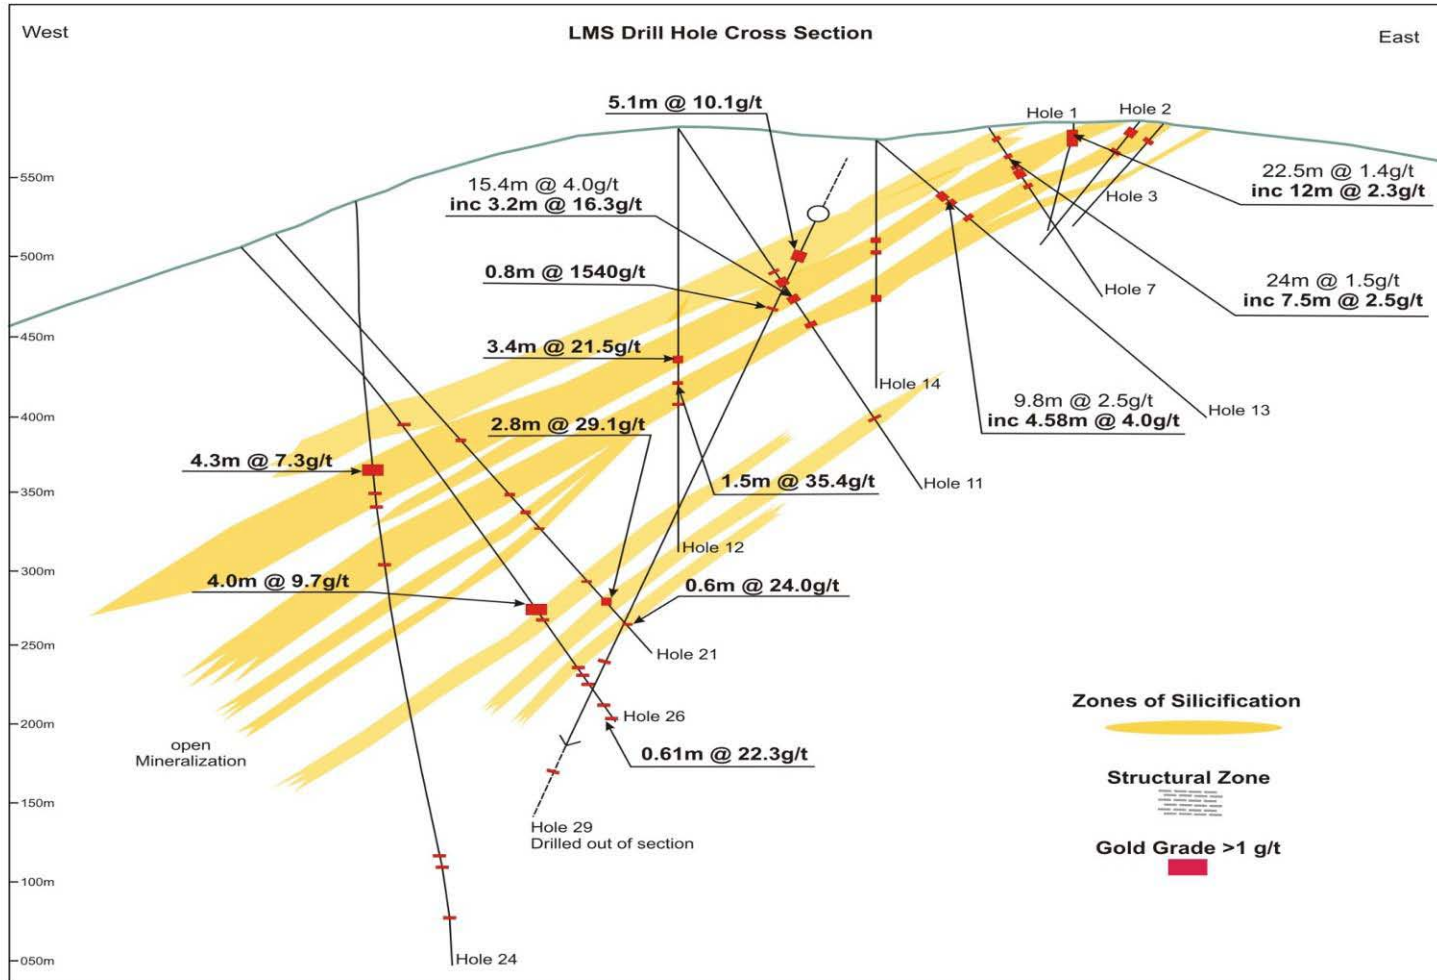 West
LMS Drill Hole Cross Section
East
5.1m @ 10.1g/t
Hole 1
Hole 2
22.5m @ 1.4g/t
inc 12m @ 2.3g/t
15.4m @ 4.0g/t
inc 3.2m @ 16.3g/t
Hole 3
550m
500m
450m
400m
350m
300m
250m
200m
150m
100m
050m
0.8m @ 1540g/t
24m @ 1.5g/t
inc 7.5m @ 2.5g/t
Hole 7
3.4m @ 21.5g/t
Hole 14
9.8m @ 2.5g/t
inc 4.58m @ 4.0g/t
Hole 13
2.8m @ 29.1g/t
4.3m @ 7.3g/t
1.5m @ 35.4g/t
Hole 11
Hole 12
4.0m @ 9.7g/t
0.6m @ 24.0g/t
Hole 21
Hole 26
0.61m @ 22.3g/t
open
Mineralization
Hole 29
Drilled out of section
Hole 24
Zones of Silicification
Structural Zone
Gold Grade >1 g/t